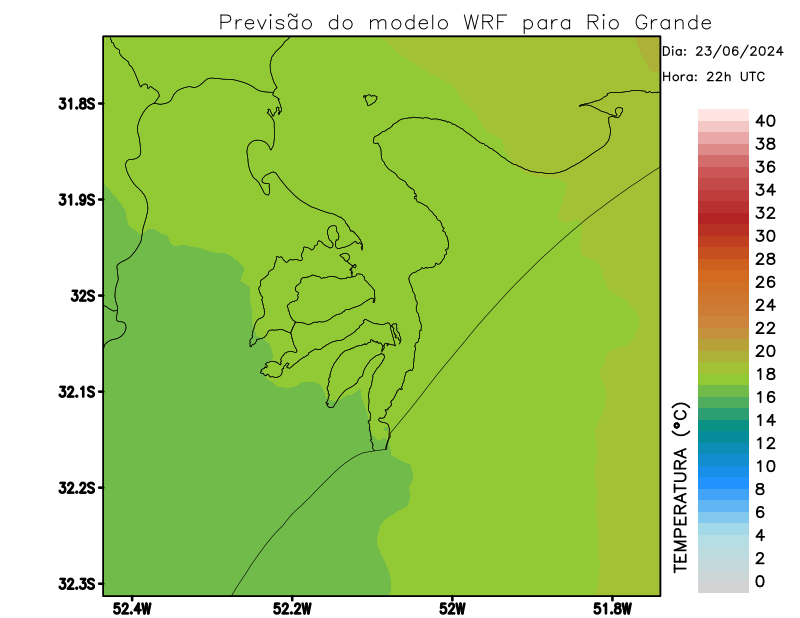 Previsão do modelo WRF para Rio Grande
Dia: 23/06/2024
Hora: 22h UTC
31.8S
31.9S
32S
32.1S
32.2S
32.3S
52.4W
52.2W
52W
51.8W
TEMPERATURA (°C)
40
38
36
34
32
30
28
26
24
22
20
18
16
14
12
10
8
6
4
2
0